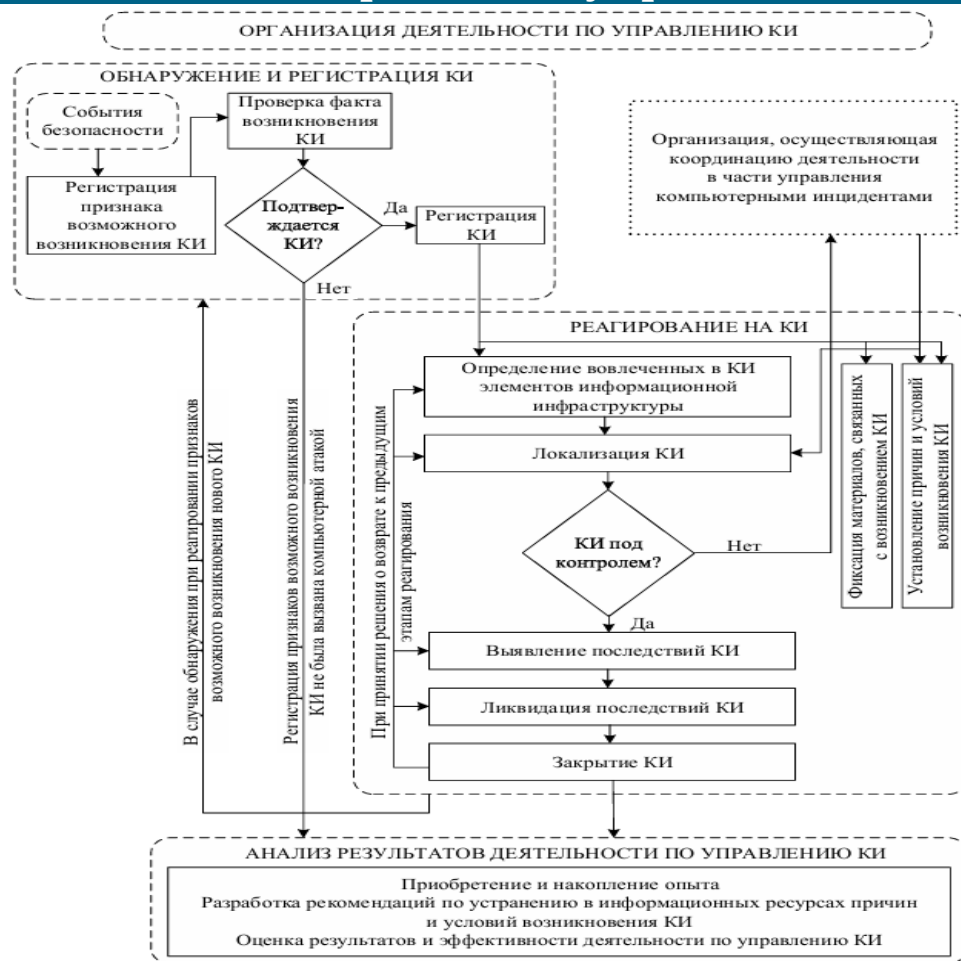 ОРГАНИЗАЦИЯ ДЕЯТЕЛЬНОСТИ ПО УПРАВЛЕНИЮ КИ
ОБНАРУЖЕНИЕ И РЕГИСТРАЦИЯ КИ
События
безопасности
Проверка факта
возникновения
КИ
Регистрация
признака
возможного
возникновения КИ
Подтвер-
ждается
КИ?
Да
Регистрация
КИ
Нет
Организация, осуществляющая
координацию деятельности
в части управления
компьютерными инцидентами
РЕАГИРОВАНИЕ НА КИ
Определение вовлеченных в КИ
элементов информационной
инфраструктуры
Локализация КИ
КИ под
контролем?
Нет
Да
Выявление последствий КИ
Ликвидация последствий КИ
Закрытие КИ
Фиксация материалов, связанных
с возникновением КИ
Установление причин и условий
возникновения КИ
В случае обнаружения при реагировании признаков
возможного возникновения нового КИ
Регистрация признаков возможного возникновения
КИ не была вызвана компьютерной атакой
При принятии решения о возврате к предыдущим
этапам реагирования
АНАЛИЗ РЕЗУЛЬТАТОВ ДЕЯТЕЛЬНОСТИ ПО УПРАВЛЕНИЮ КИ
Приобретение и накопление опыта
Разработка рекомендаций по устранению в информационных ресурсах причин
и условий возникновения КИ
Оценка результатов и эффективности деятельности по управлению КИ